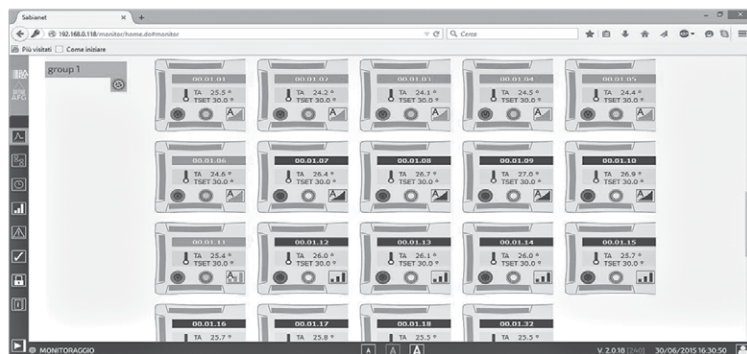 Sabianet
192.168.0.118/monitor/home.do#monitor
Cerca
Più visitati Come iniziare
group 1
00.01.01
TA 25.5 °
TSET 30.0 °
A
00.01.02
TA 24.2 °
TSET 30.0 °
A
00.01.03
TA 24.1 °
TSET 30.0 °
A
00.01.04
TA 24.5 °
TSET 30.0 °
A
00.01.05
TA 24.4 °
TSET 30.0 °
A
00.01.06
TA 24.6 °
TSET 30.0 °
A
00.01.07
TA 26.4 °
TSET 30.0 °
A
00.01.08
TA 26.7 °
TSET 30.0 °
A
00.01.09
TA 27.0 °
TSET 30.0 °
A
00.01.10
TA 26.9 °
TSET 30.0 °
A
00.01.11
TA 25.4 °
TSET 30.0 °
A
00.01.12
TA 26.0 °
TSET 30.0 °
00.01.13
TA 26.1 °
TSET 30.0 °
00.01.14
TA 26.0 °
TSET 30.0 °
00.01.15
TA 25.7 °
TSET 30.0 °
00.01.16
TA 25.7 °
00.01.17
TA 25.8 °
00.01.18
TA 25.5 °
00.01.32
TA 25.5 °
MONITORAGGIO
A A A
V. 2.0.18 [240] 30/06/2015 16.30.50